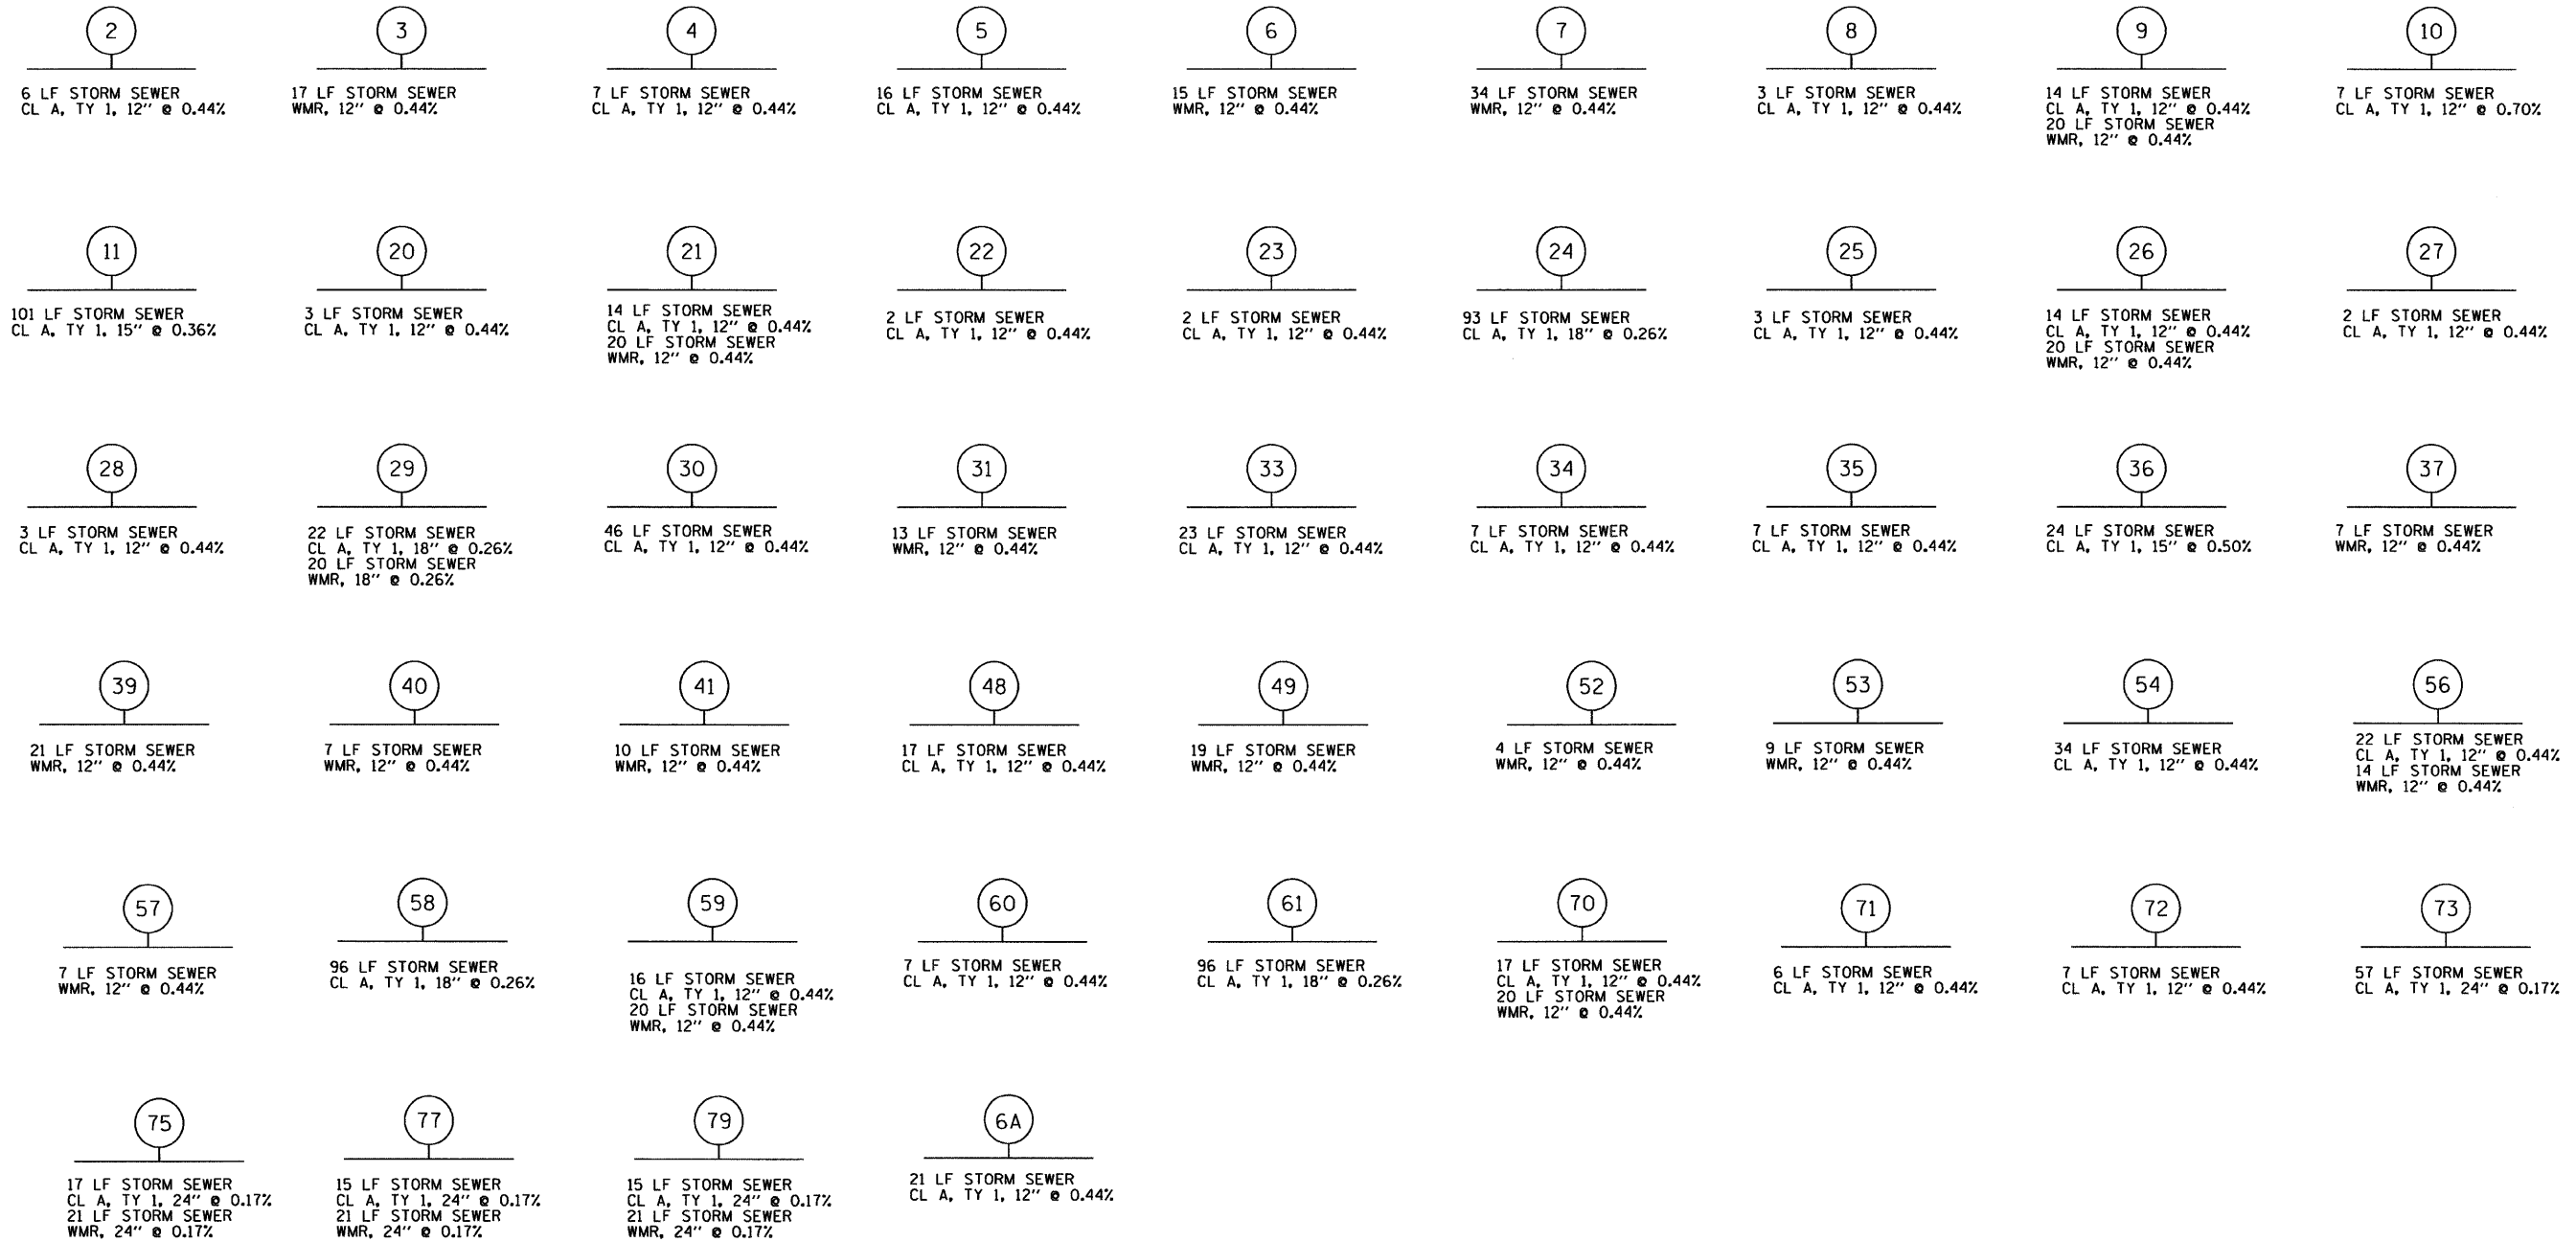 2
6 LF STORM SEWER
CL A, TY 1, 12'' @ 0.44%
3
17 LF STORM SEWER
WMR, 12'' @ 0.44%
4
7 LF STORM SEWER
CL A, TY 1, 12'' @ 0.44%
5
16 LF STORM SEWER
CL A, TY 1, 12'' @ 0.44%
6
15 LF STORM SEWER
WMR, 12'' @ 0.44%
7
34 LF STORM SEWER
WMR, 12'' @ 0.44%
8
3 LF STORM SEWER
CL A, TY 1, 12'' @ 0.44%
9
14 LF STORM SEWER
CL A, TY 1, 12'' @ 0.44%
20 LF STORM SEWER
WMR, 12'' @ 0.44%
10
7 LF STORM SEWER
CL A, TY 1, 12'' @ 0.70%
11
101 LF STORM SEWER
CL A, TY 1, 15'' @ 0.36%
20
3 LF STORM SEWER
CL A, TY 1, 12'' @ 0.44%
21
14 LF STORM SEWER
CL A, TY 1, 12'' @ 0.44%
20 LF STORM SEWER
WMR, 12'' @ 0.44%
22
2 LF STORM SEWER
CL A, TY 1, 12'' @ 0.44%
23
2 LF STORM SEWER
CL A, TY 1, 12'' @ 0.44%
24
93 LF STORM SEWER
CL A, TY 1, 18'' @ 0.26%
25
3 LF STORM SEWER
CL A, TY 1, 12'' @ 0.44%
26
14 LF STORM SEWER
CL A, TY 1, 12'' @ 0.44%
20 LF STORM SEWER
WMR, 12'' @ 0.44%
27
2 LF STORM SEWER
CL A, TY 1, 12'' @ 0.44%
28
3 LF STORM SEWER
CL A, TY 1, 12'' @ 0.44%
29
22 LF STORM SEWER
CL A, TY 1, 18'' @ 0.26%
20 LF STORM SEWER
WMR, 18'' @ 0.26%
30
46 LF STORM SEWER
CL A, TY 1, 12'' @ 0.44%
31
13 LF STORM SEWER
WMR, 12'' @ 0.44%
33
23 LF STORM SEWER
CL A, TY 1, 12'' @ 0.44%
34
7 LF STORM SEWER
CL A, TY 1, 12'' @ 0.44%
35
7 LF STORM SEWER
CL A, TY 1, 12'' @ 0.44%
36
24 LF STORM SEWER
CL A, TY 1, 15'' @ 0.50%
37
7 LF STORM SEWER
WMR, 12'' @ 0.44%
39
21 LF STORM SEWER
WMR, 12'' @ 0.44%
40
7 LF STORM SEWER
WMR, 12'' @ 0.44%
41
10 LF STORM SEWER
WMR, 12'' @ 0.44%
48
17 LF STORM SEWER
CL A, TY 1, 12'' @ 0.44%
49
19 LF STORM SEWER
WMR, 12'' @ 0.44%
52
4 LF STORM SEWER
WMR, 12'' @ 0.44%
53
9 LF STORM SEWER
WMR, 12'' @ 0.44%
54
34 LF STORM SEWER
CL A, TY 1, 12'' @ 0.44%
56
22 LF STORM SEWER
CL A, TY 1, 12'' @ 0.44%
14 LF STORM SEWER
WMR, 12'' @ 0.44%
57
7 LF STORM SEWER
WMR, 12'' @ 0.44%
58
96 LF STORM SEWER
CL A, TY 1, 18'' @ 0.26%
59
16 LF STORM SEWER
CL A, TY 1, 12'' @ 0.44%
20 LF STORM SEWER
WMR, 12'' @ 0.44%
60
7 LF STORM SEWER
CL A, TY 1, 12'' @ 0.44%
61
96 LF STORM SEWER
CL A, TY 1, 18'' @ 0.26%
70
17 LF STORM SEWER
CL A, TY 1, 12'' @ 0.44%
20 LF STORM SEWER
WMR, 12'' @ 0.44%
71
6 LF STORM SEWER
CL A, TY 1, 12'' @ 0.44%
72
7 LF STORM SEWER
CL A, TY 1, 12'' @ 0.44%
73
57 LF STORM SEWER
CL A, TY 1, 24'' @ 0.17%
75
17 LF STORM SEWER
CL A, TY 1, 24'' @ 0.17%
21 LF STORM SEWER
WMR, 24'' @ 0.17%
77
15 LF STORM SEWER
CL A, TY 1, 24'' @ 0.17%
21 LF STORM SEWER
WMR, 24'' @ 0.17%
79
15 LF STORM SEWER
CL A, TY 1, 24'' @ 0.17%
21 LF STORM SEWER
WMR, 24'' @ 0.17%
6A
21 LF STORM SEWER
CL A, TY 1, 12'' @ 0.44%